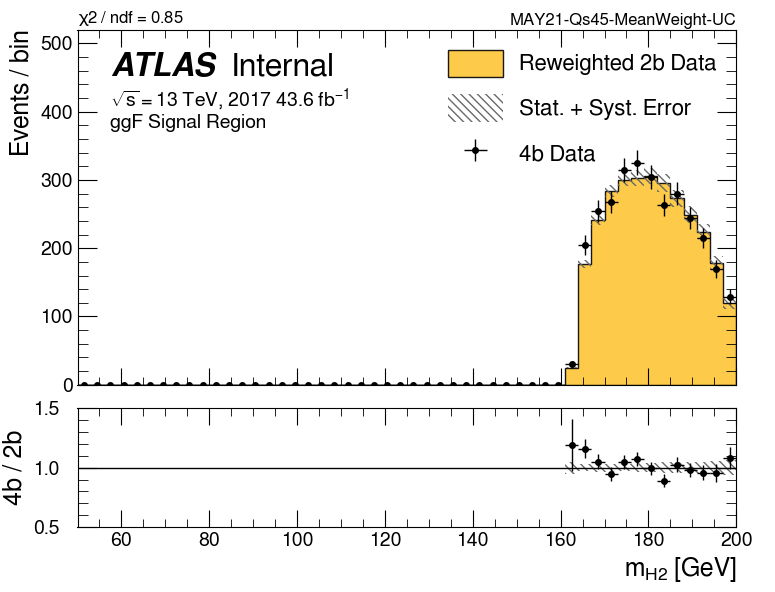 χ2 / ndf = 0.85
MAY21-Qs45-MeanWeight-UC
Events / bin
500
400
300
200
100
0
ATLAS Internal
√s = 13 TeV, 2017 43.6 fb−1
ggF Signal Region
Reweighted 2b Data
Stat. + Syst. Error
4b Data
4b / 2b
1.5
1.0
0.5
60 80 100 120 140 160 180 200
mH2 [GeV]